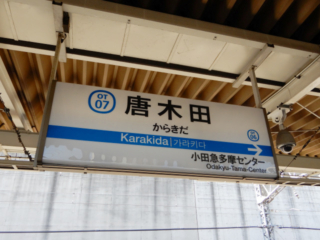 OT
07
唐木田
からきだ
Karakida 가라키다
小田急多摩センター
Odakyu-Tama-Center